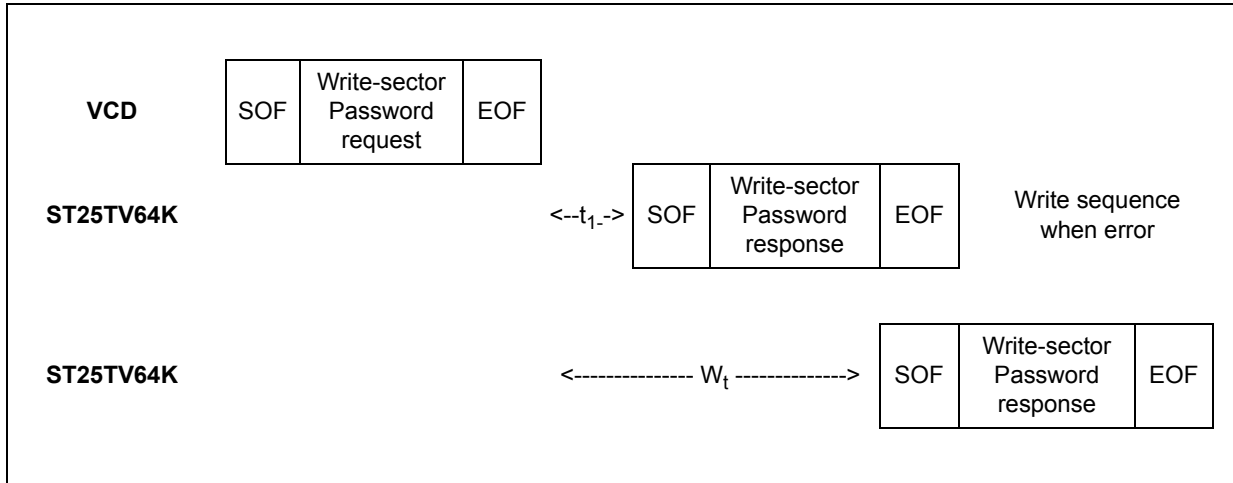 VCD
SOF
Write-sector
Password
request
EOF
ST25TV64K
<--t1-->
SOF
Write-sector
Password
response
EOF
Write sequence
when error
ST25TV64K
<---------------- Wt -------------->
SOF
Write-sector
Password
response
EOF